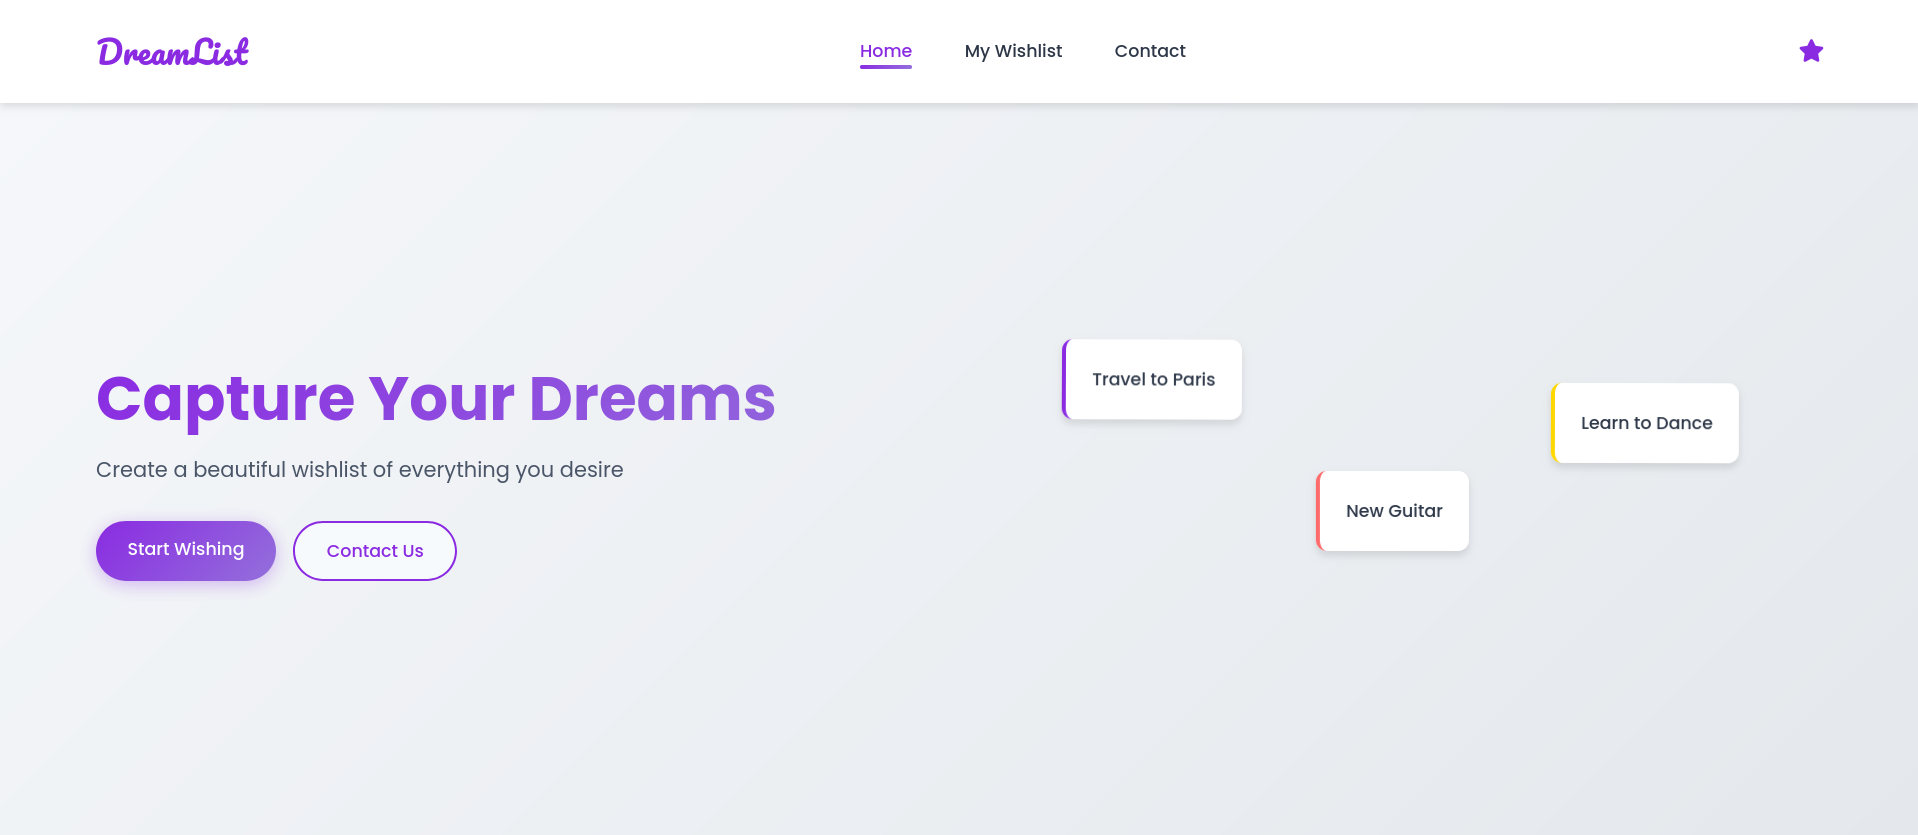 DreamList
Home
My Wishlist
Contact
Capture Your Dreams
Create a beautiful wishlist of everything you desire
Start Wishing
Contact Us
Travel to Paris
Learn to Dance
New Guitar